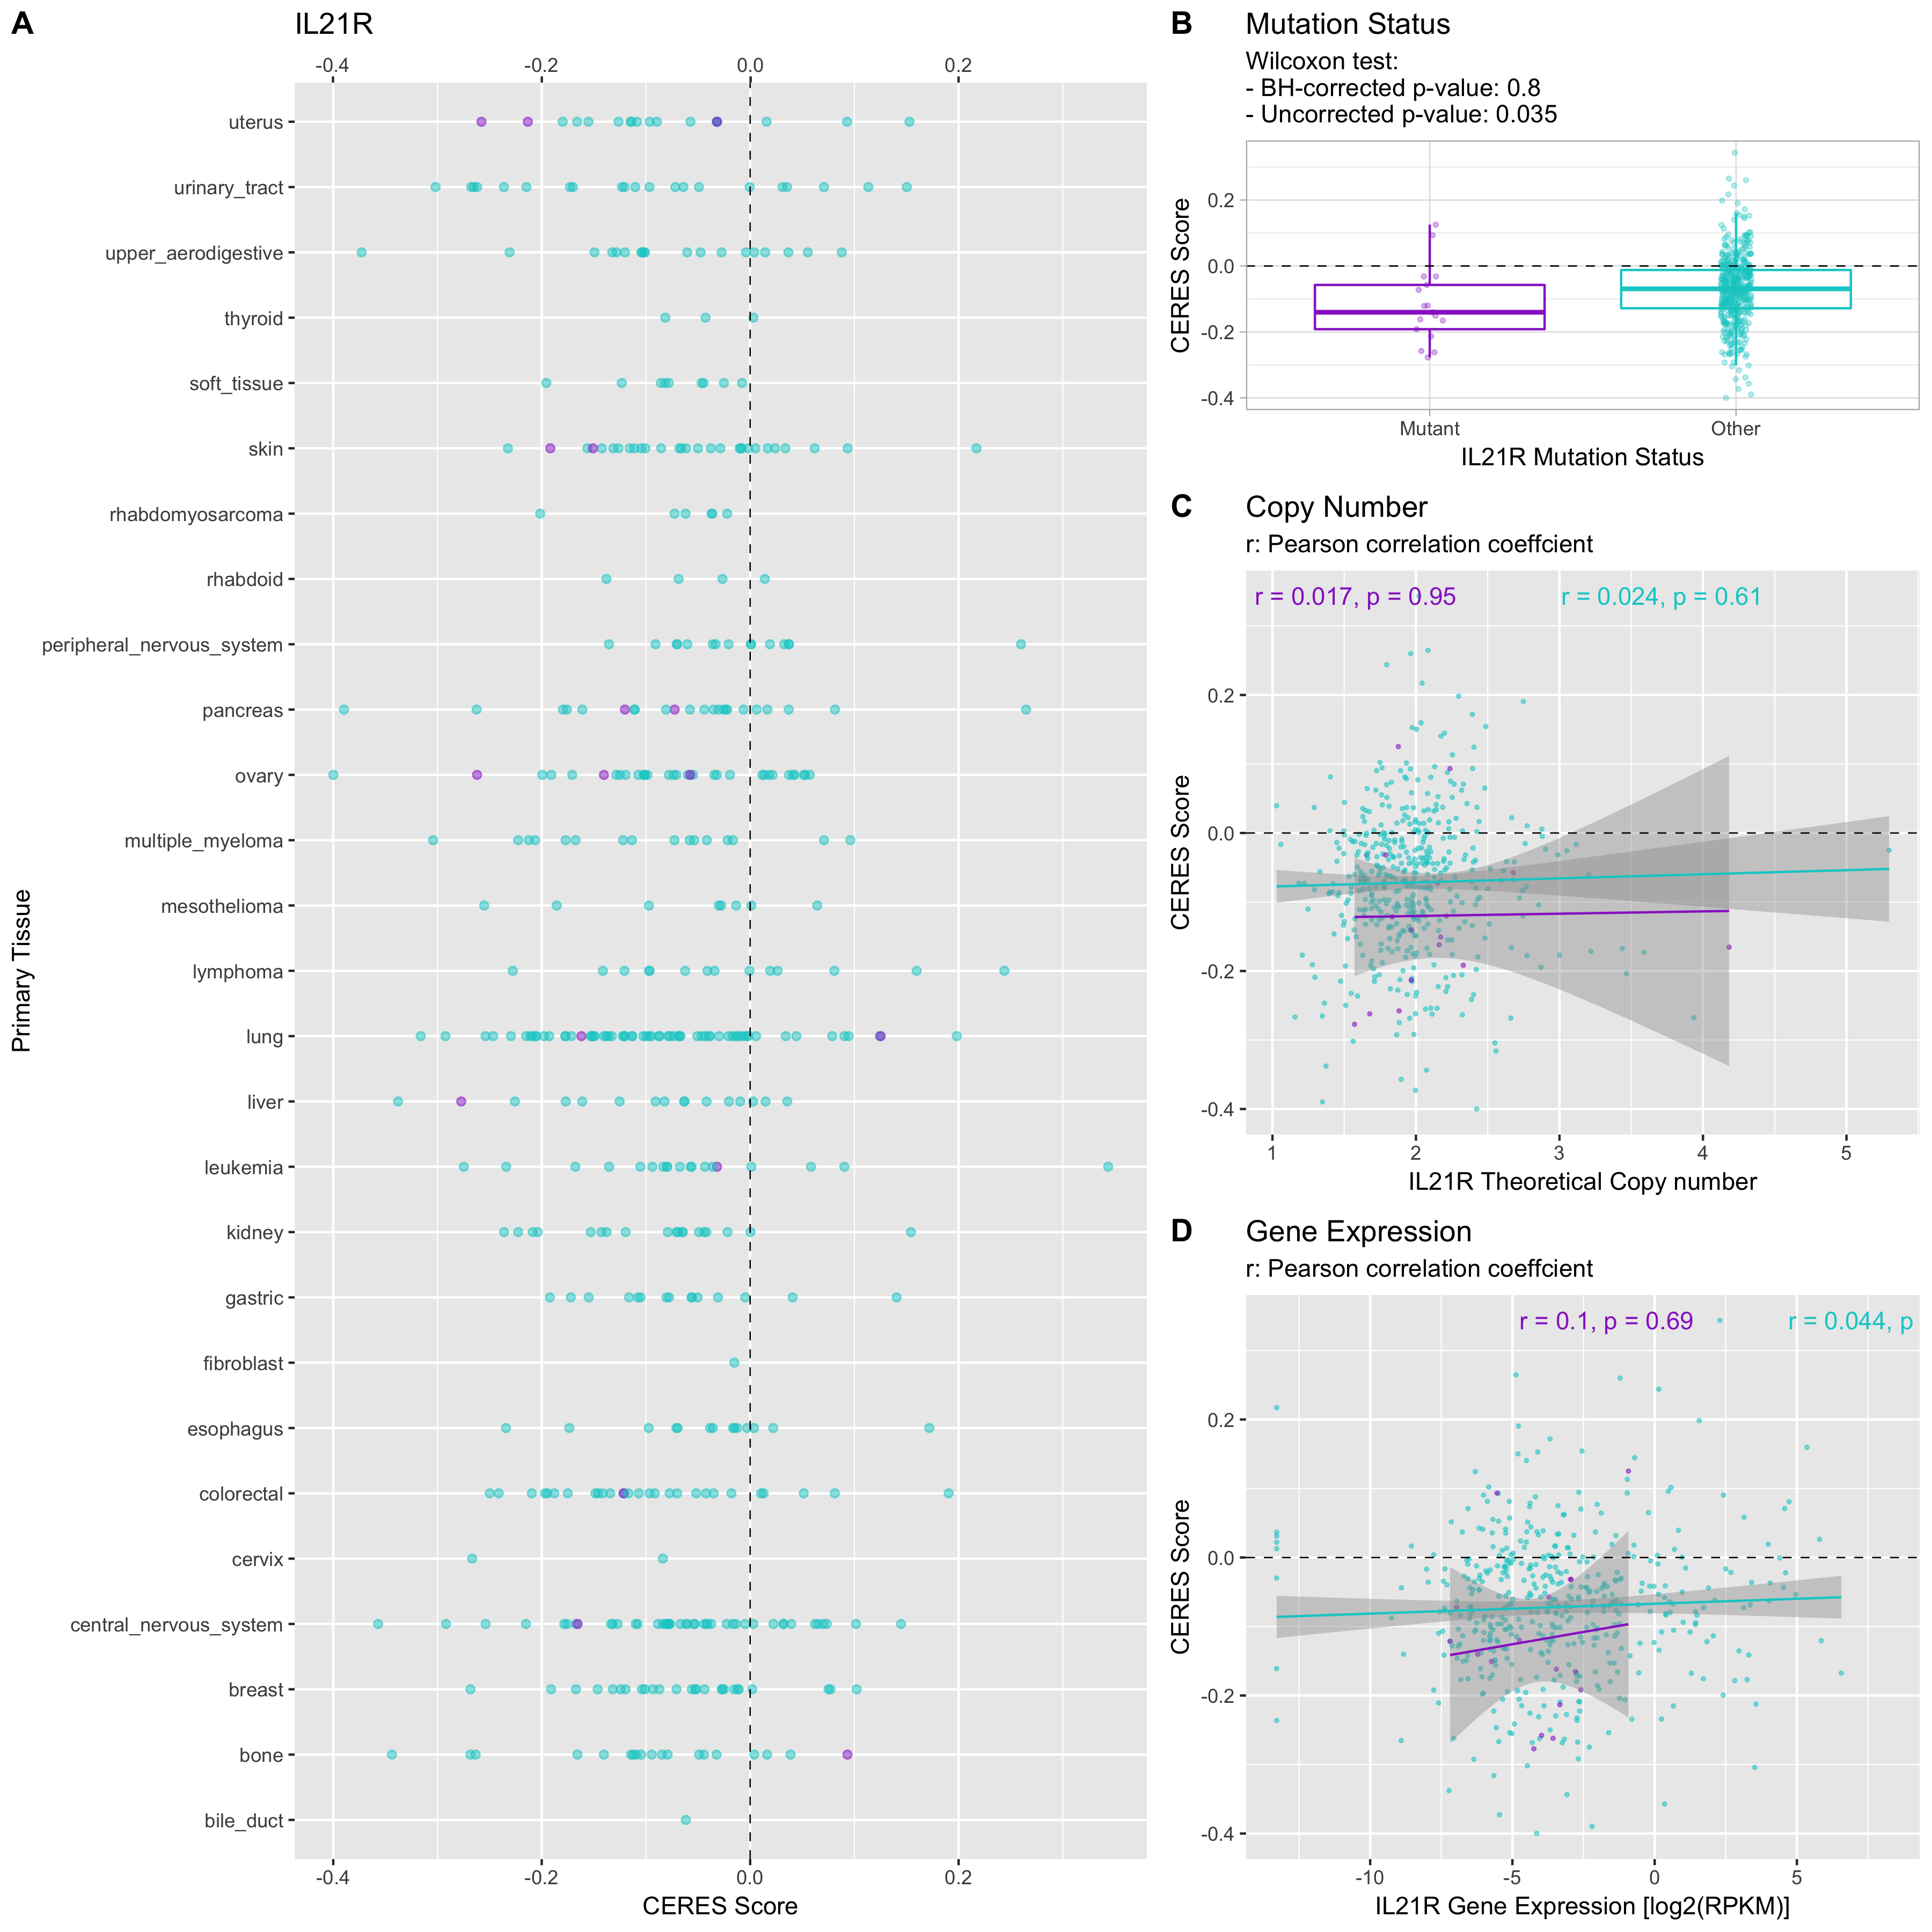 A
IL21R
-0.4 -0.2 0.0 0.2
Primary Tissue
uterus
urinary_tract
upper_aerodigestive
thyroid
soft_tissue
skin
rhabdomyosarcoma
rhabdoid
peripheral_nervous_system
pancreas
ovary
multiple_myeloma
mesothelioma
lymphoma
lung
liver
leukemia
kidney
gastric
fibroblast
esophagus
colorectal
cervix
central_nervous_system
breast
bone
bile_duct
-0.4 -0.2 0.0 0.2
CERES Score
B
Mutation Status
Wilcoxon test:
- BH-corrected p-value: 0.8
- Uncorrected p-value: 0.035
CERES Score
0.2
0.0
-0.2
-0.4
Mutant Other
IL21R Mutation Status
C
Copy Number
r: Pearson correlation coeffcient
r = 0.017, p = 0.95 r = 0.024, p = 0.61
CERES Score
0.2
0.0
-0.2
-0.4
1 2 3 4 5
IL21R Theoretical Copy number
D
Gene Expression
r: Pearson correlation coeffcient
r = 0.1, p = 0.69 r = 0.044, p
CERES Score
0.2
0.0
-0.2
-0.4
-10 -5 0 5
IL21R Gene Expression [log2(RPKM)]